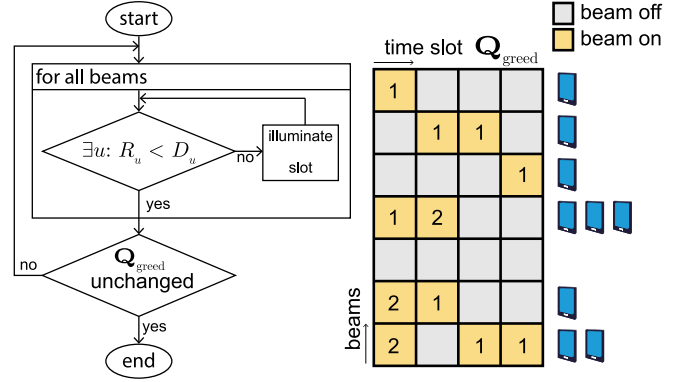 start
for all beams
∃u: R_u < D_u
no
illuminate
slot
yes
Q_greed
unchanged
no
yes
end
beam off
beam on
time slot Q_greed
1
1 1
1
1 2
2 1
2 1 1
beams